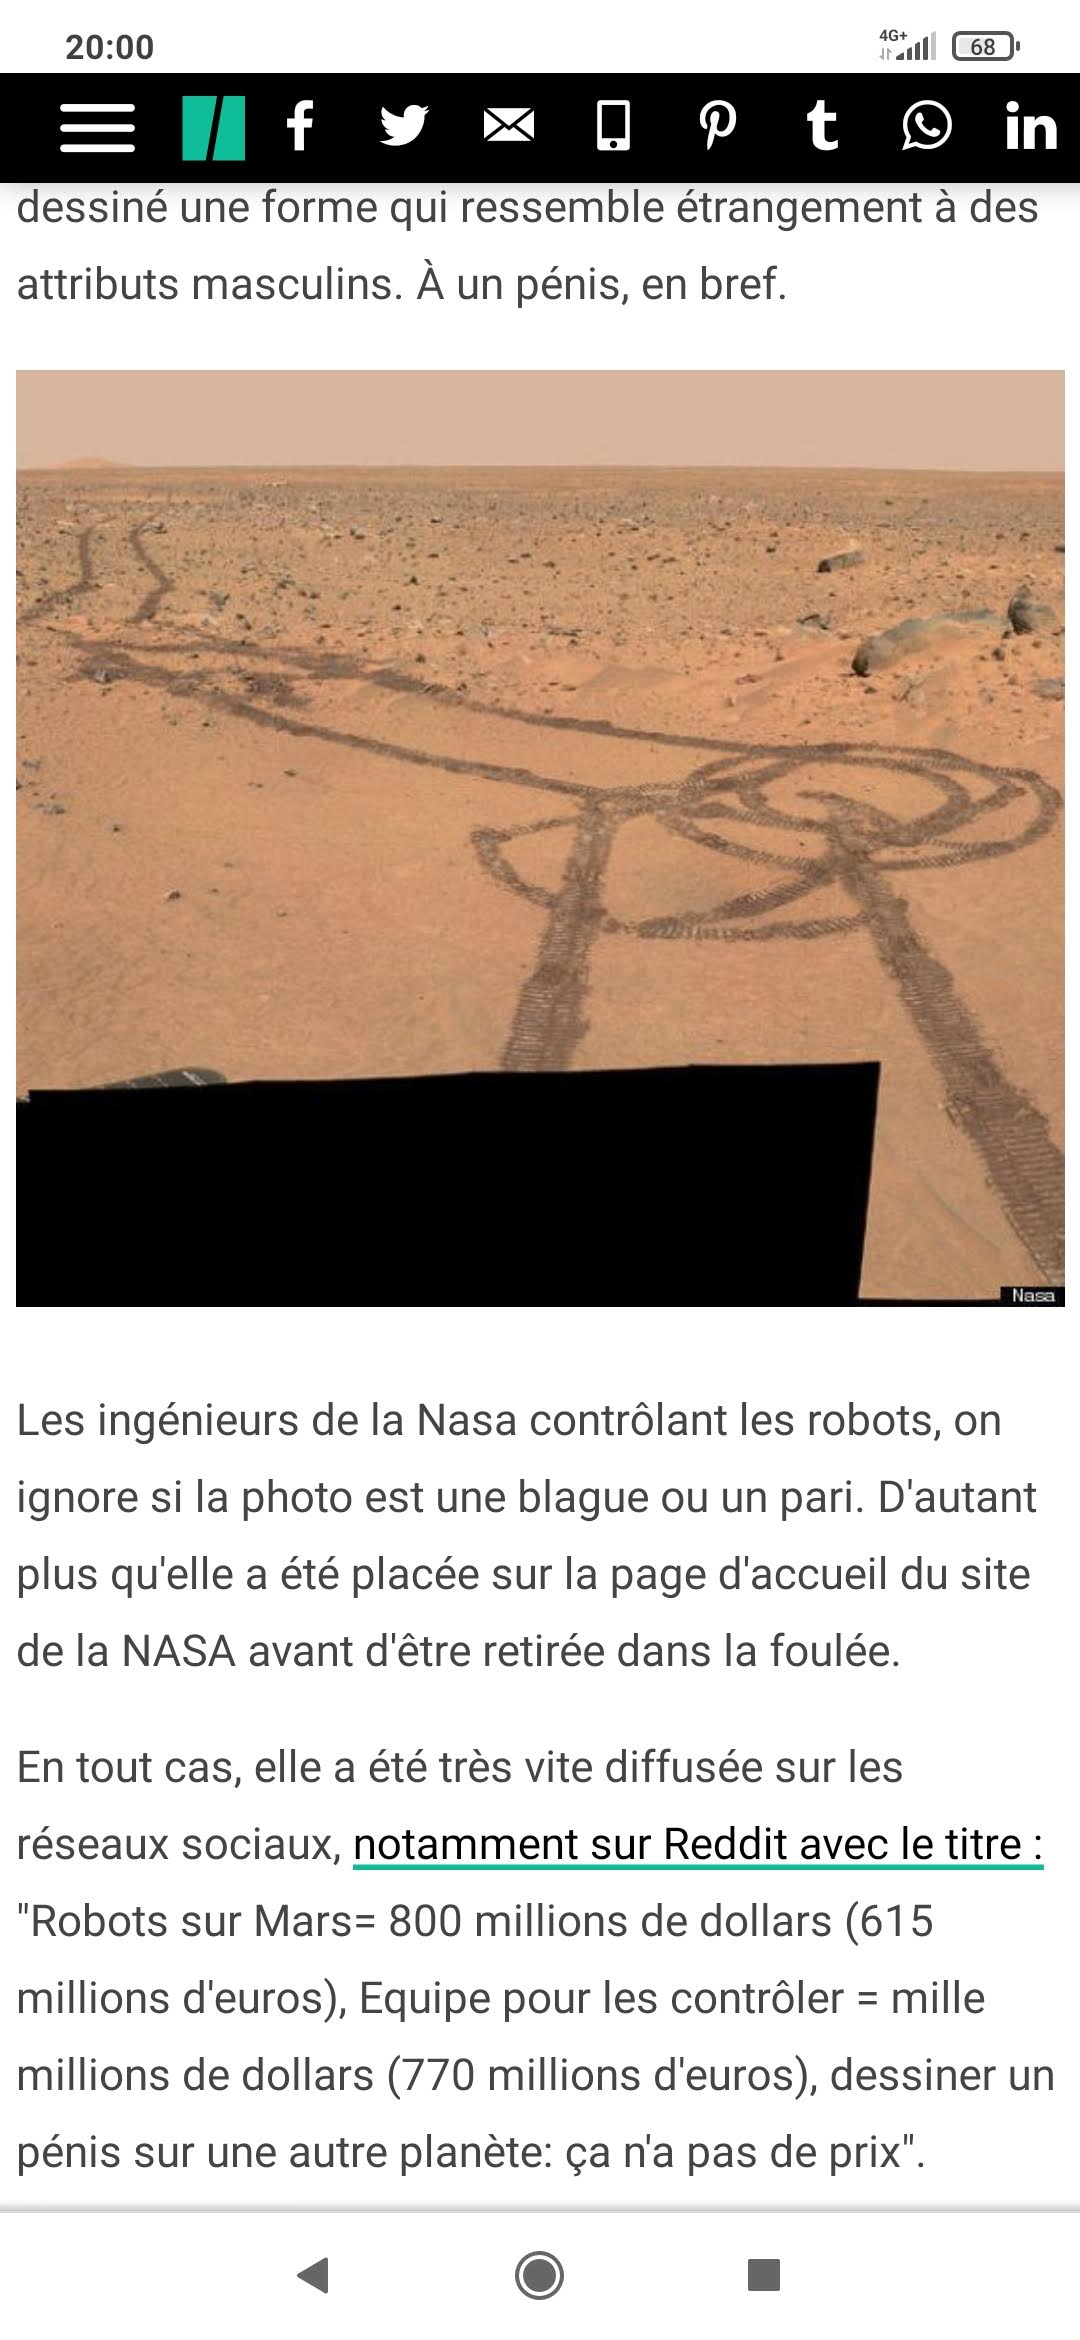 20:00
4G+
68
dessiné une forme qui ressemble étrangement à des
attributs masculins. À un pénis, en bref.
Nasa
Les ingénieurs de la Nasa contrôlant les robots, on
ignore si la photo est une blague ou un pari. D'autant
plus qu'elle a été placée sur la page d'accueil du site
de la NASA avant d'être retirée dans la foulée.
En tout cas, elle a été très vite diffusée sur les
réseaux sociaux, notamment sur Reddit avec le titre :
"Robots sur Mars= 800 millions de dollars (615
millions d'euros), Equipe pour les contrôler = mille
millions de dollars (770 millions d'euros), dessiner un
pénis sur une autre planète: ça n'a pas de prix".